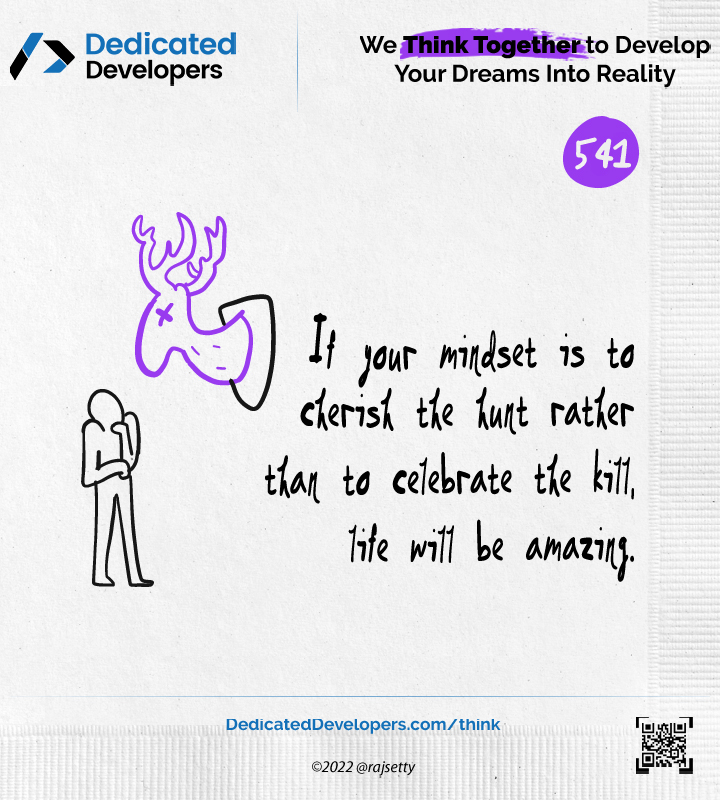 Dedicated
Developers
We Think Together to Develop
Your Dreams Into Reality
541
If your mindset is to
cherish the hunt rather
than to celebrate the kill,
life will be amazing.
DedicatedDevelopers.com/think
©2022 @rajsetty